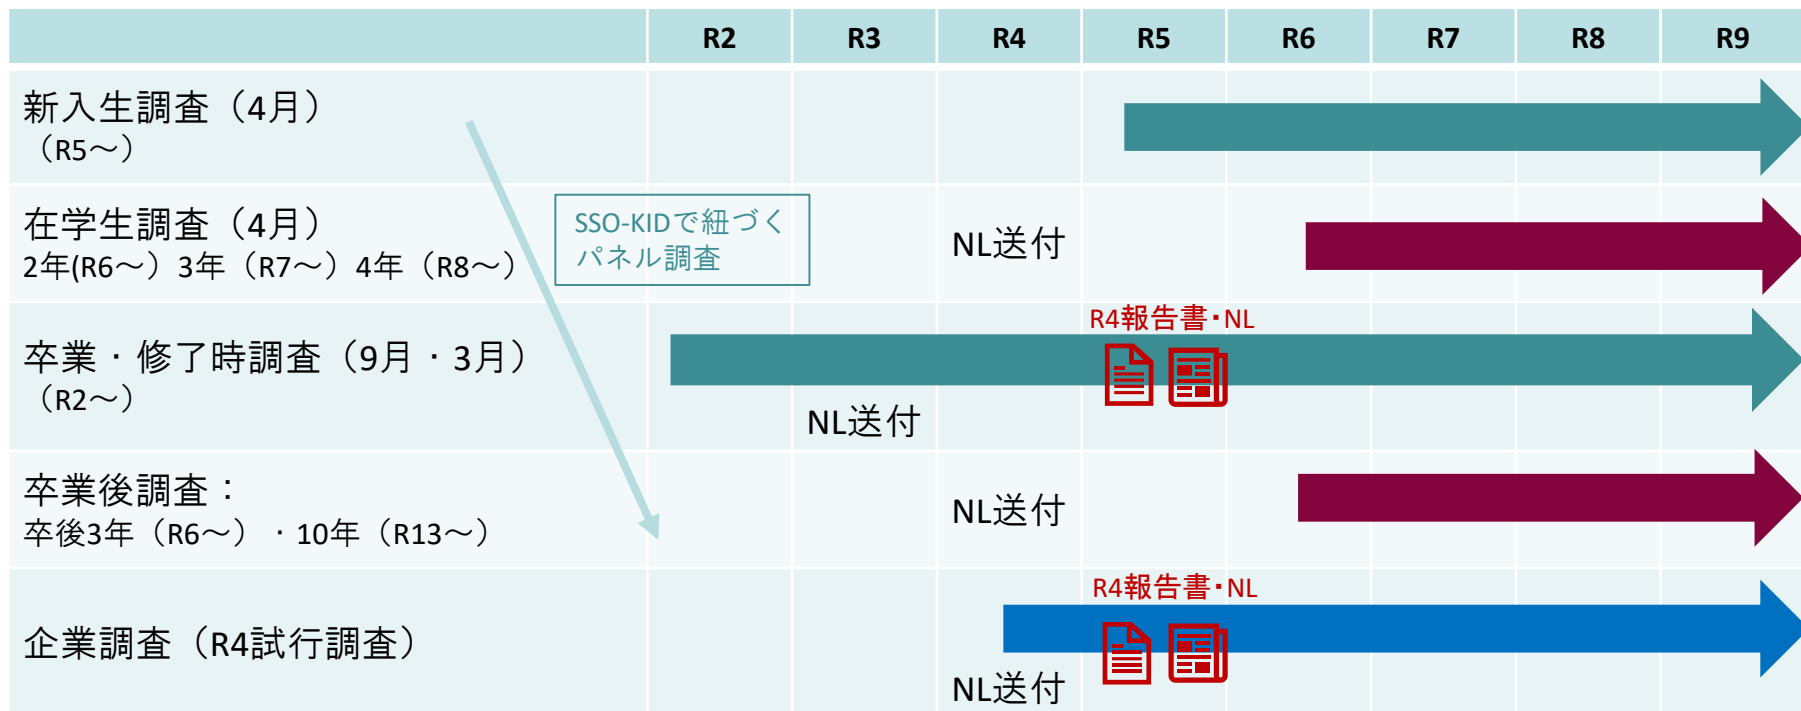 R2 R3 R4 R5 R6 R7 R8 R9
新入生調査（4月）
（R5～）
在学生調査（4月）
2年(R6～）3年（R7～）4年（R8～）
SSO-KIDで紐づく
パネル調査
NL送付
卒業・修了時調査（9月・3月）
（R2～）
R4報告書・NL
NL送付
卒業後調査：
卒後3年（R6～）・10年（R13～）
NL送付
企業調査（R4試行調査）
R4報告書・NL
NL送付